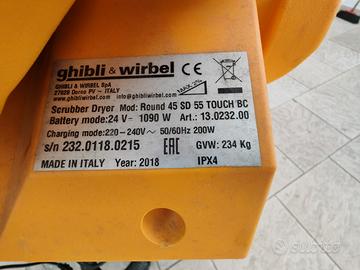 ghibli & wirbel CE
GHIBLI & WIRBEL SpA
27020 Dorno PV ~ ITALY
www.ghibliwirbel.com info@ghibliwirbel.com MAX. 2%
Scrubber Dryer Mod: Round 45 SD 55 TOUCH BC
Battery mode: 24 V⎓ 1090 W Art.: 13.0232.00
Charging mode: 220-240V~ 50/60Hz 200W
s/n 232.0118.0215 EAC GVW: 234 Kg
MADE IN ITALY Year: 2018 IPX4
subito